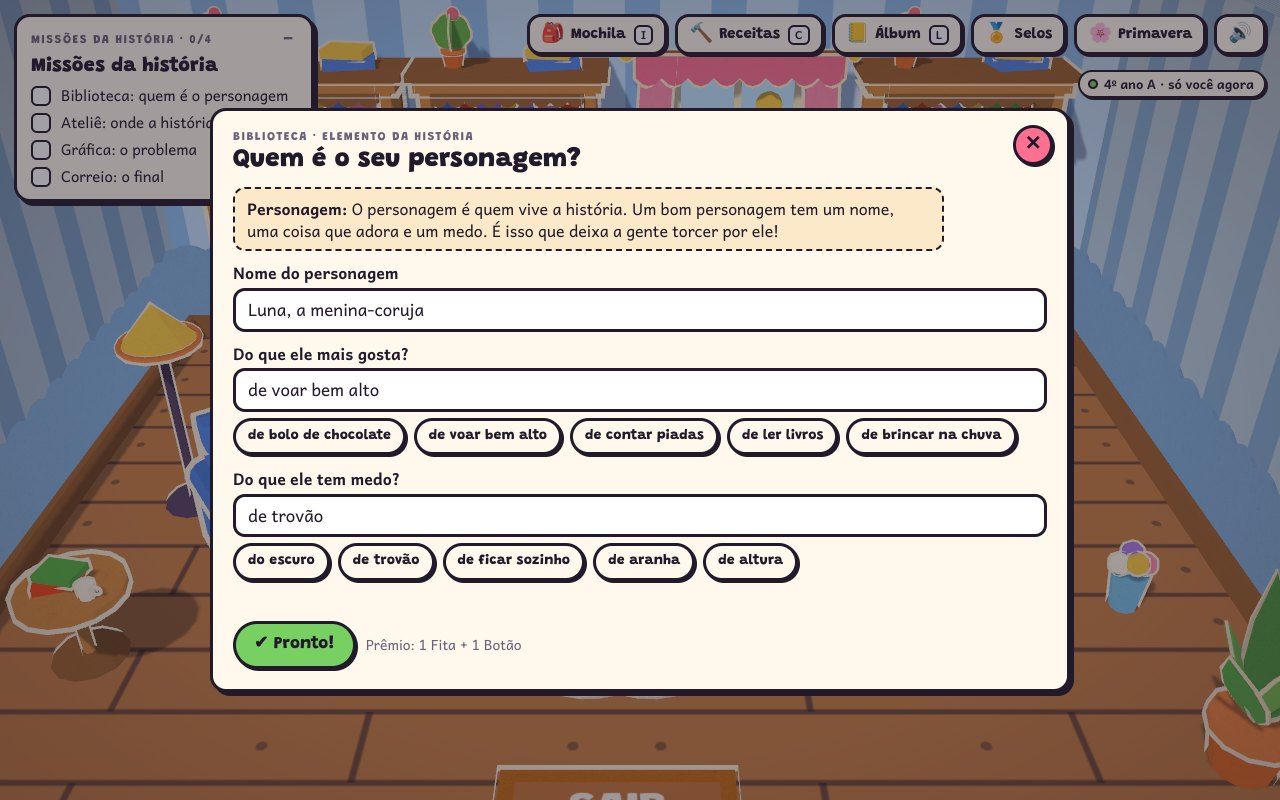 MISSÕES DA HISTÓRIA · 0/4
Missões da história
Biblioteca: quem é o personagem
Ateliê: onde a história
Gráfica: o problema
Correio: o final
Mochila I
Receitas C
Álbum L
Selos
Primavera
4º ano A · só você agora
BIBLIOTECA · ELEMENTO DA HISTÓRIA
Quem é o seu personagem?
Personagem: O personagem é quem vive a história. Um bom personagem tem um nome,
uma coisa que adora e um medo. É isso que deixa a gente torcer por ele!
Nome do personagem
Luna, a menina-coruja
Do que ele mais gosta?
de voar bem alto
de bolo de chocolate
de voar bem alto
de contar piadas
de ler livros
de brincar na chuva
Do que ele tem medo?
de trovão
do escuro
de trovão
de ficar sozinho
de aranha
de altura
✔ Pronto!
Prêmio: 1 Fita + 1 Botão
SAIR